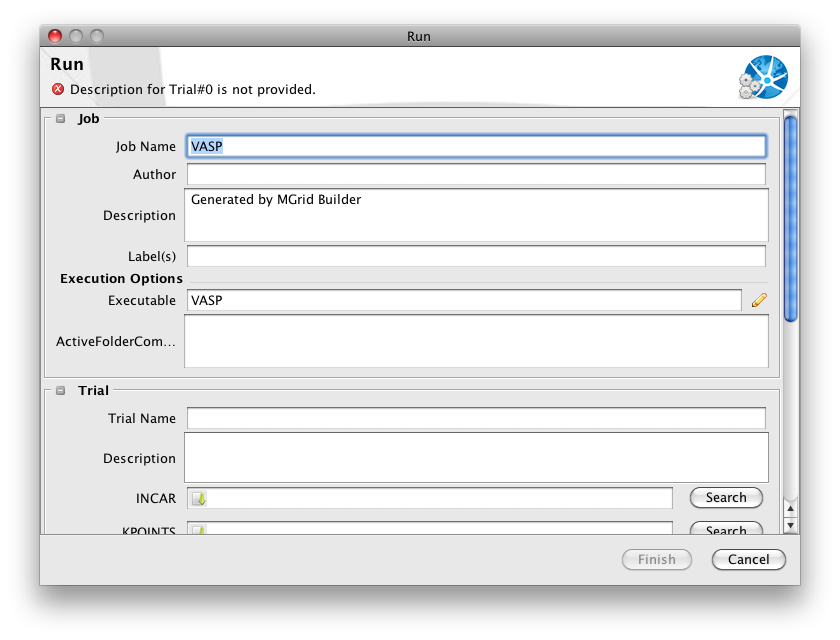 Run
Run
Description for Trial#0 is not provided.
Job
Job Name VASP
Author
Description Generated by MGrid Builder
Label(s)
Execution Options
Executable VASP
ActiveFolderCom...
Trial
Trial Name
Description
INCAR Search
KPOINTS Search
Finish Cancel